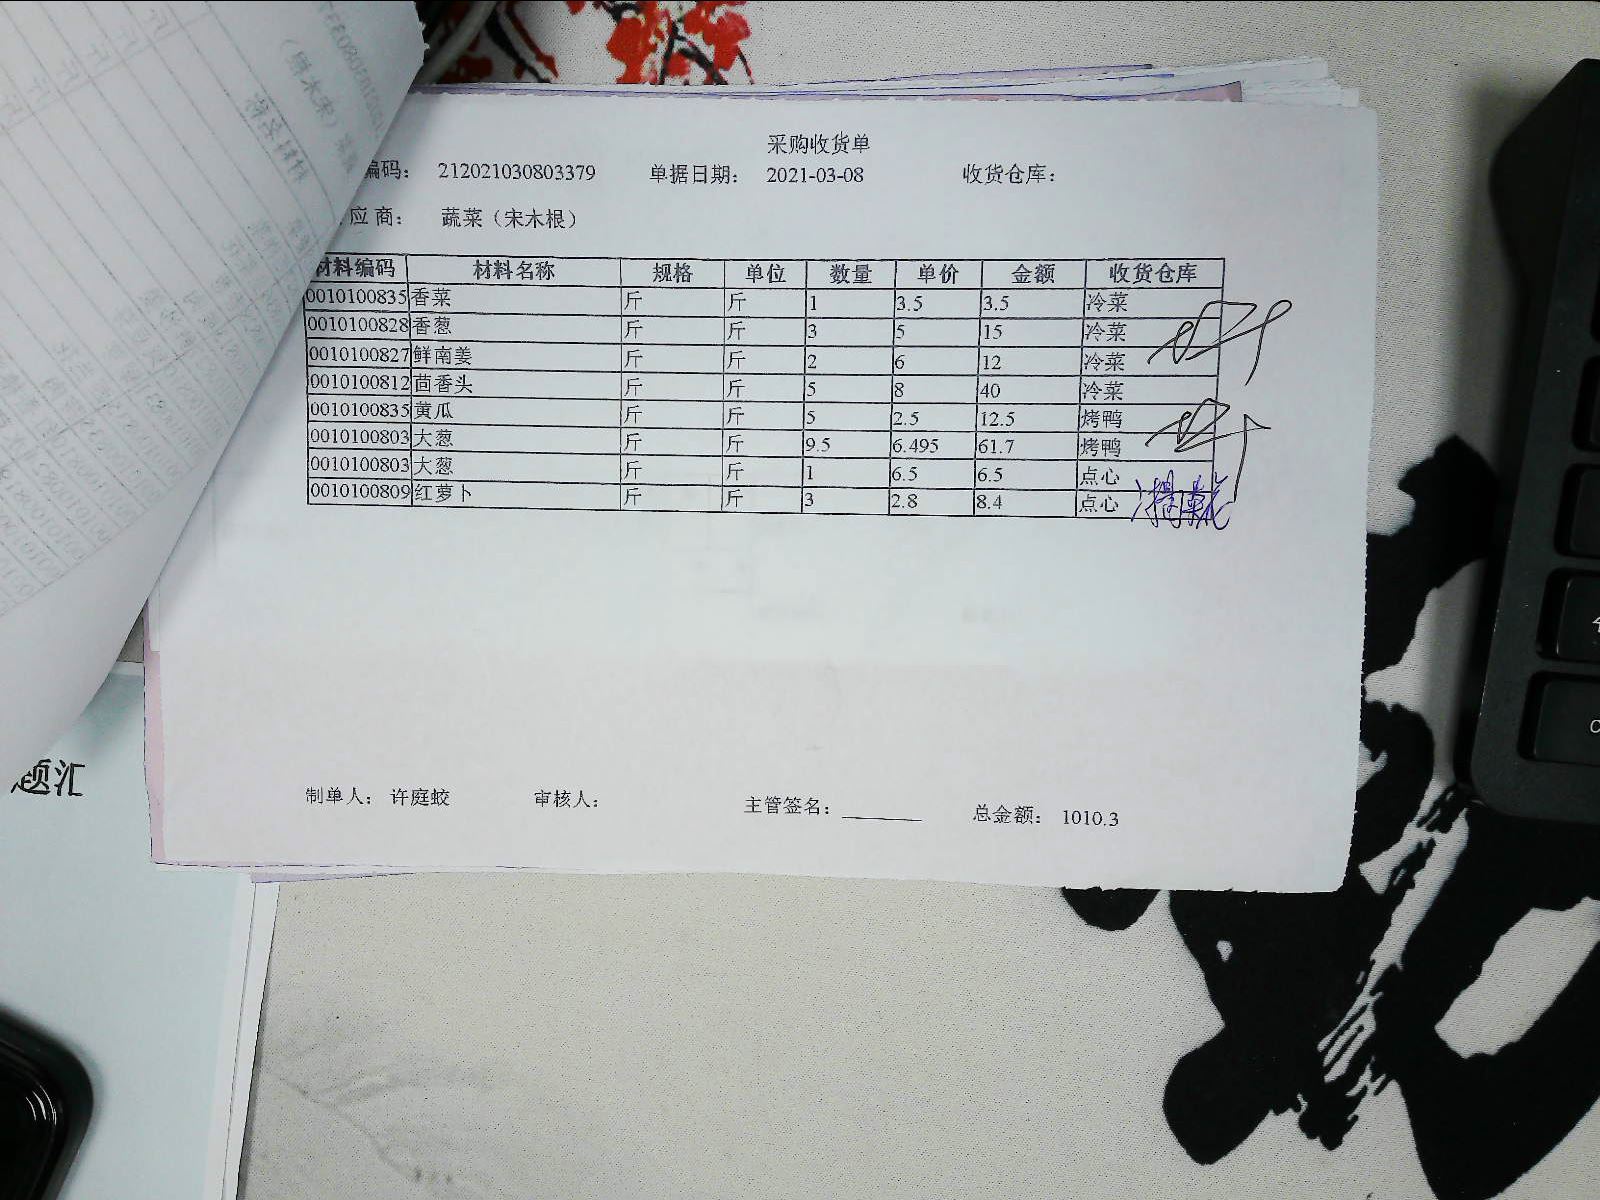 采购收货单
编码： 212021030803379 单据日期： 2021-03-08 收货仓库：
应商： 蔬菜（宋木根）
材料编码 材料名称 规格 单位 数量 单价 金额 收货仓库
0010100835 香菜 斤 斤 1 3.5 3.5 冷菜
0010100828 香葱 斤 斤 3 5 15 冷菜
0010100827 鲜南姜 斤 斤 2 6 12 冷菜
0010100812 茴香头 斤 斤 5 8 40 冷菜
0010100835 黄瓜 斤 斤 5 2.5 12.5 烤鸭
0010100803 大葱 斤 斤 9.5 6.495 61.7 烤鸭
0010100803 大葱 斤 斤 1 6.5 6.5 点心
0010100809 红萝卜 斤 斤 3 2.8 8.4 点心
制单人： 许庭蛟 审核人： 主管签名： 总金额： 1010.3
题汇